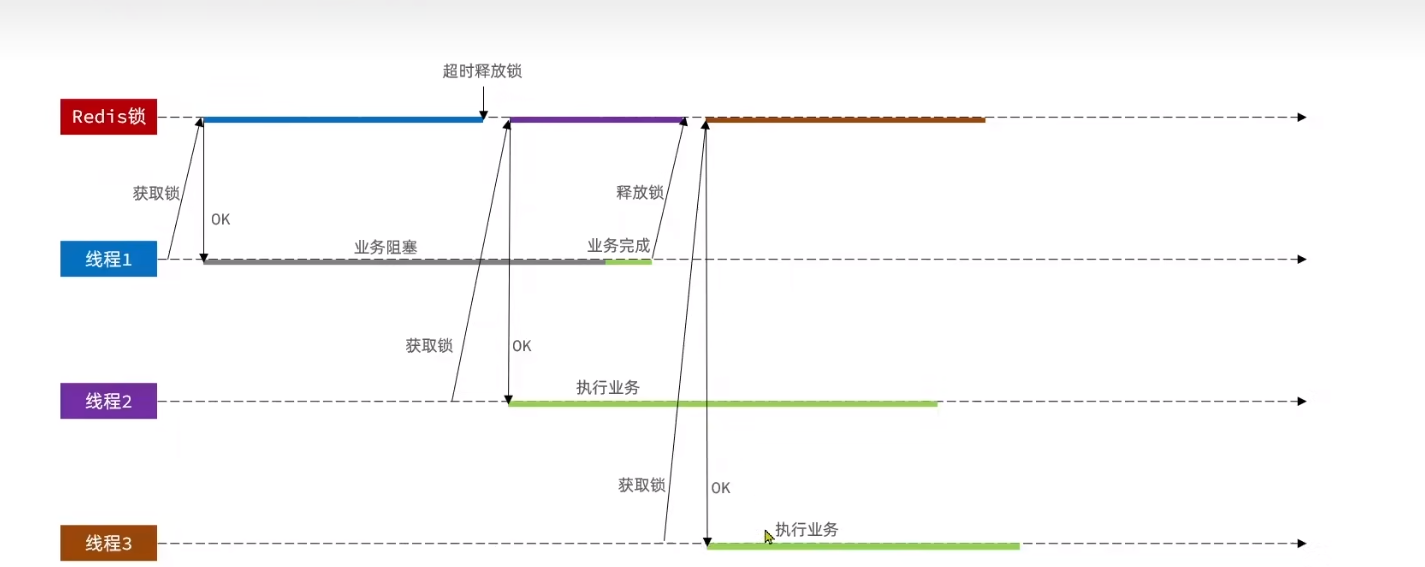 超时释放锁
Redis锁
获取锁
释放锁
OK
业务阻塞
业务完成
线程1
获取锁
OK
执行业务
线程2
获取锁
OK
执行业务
线程3